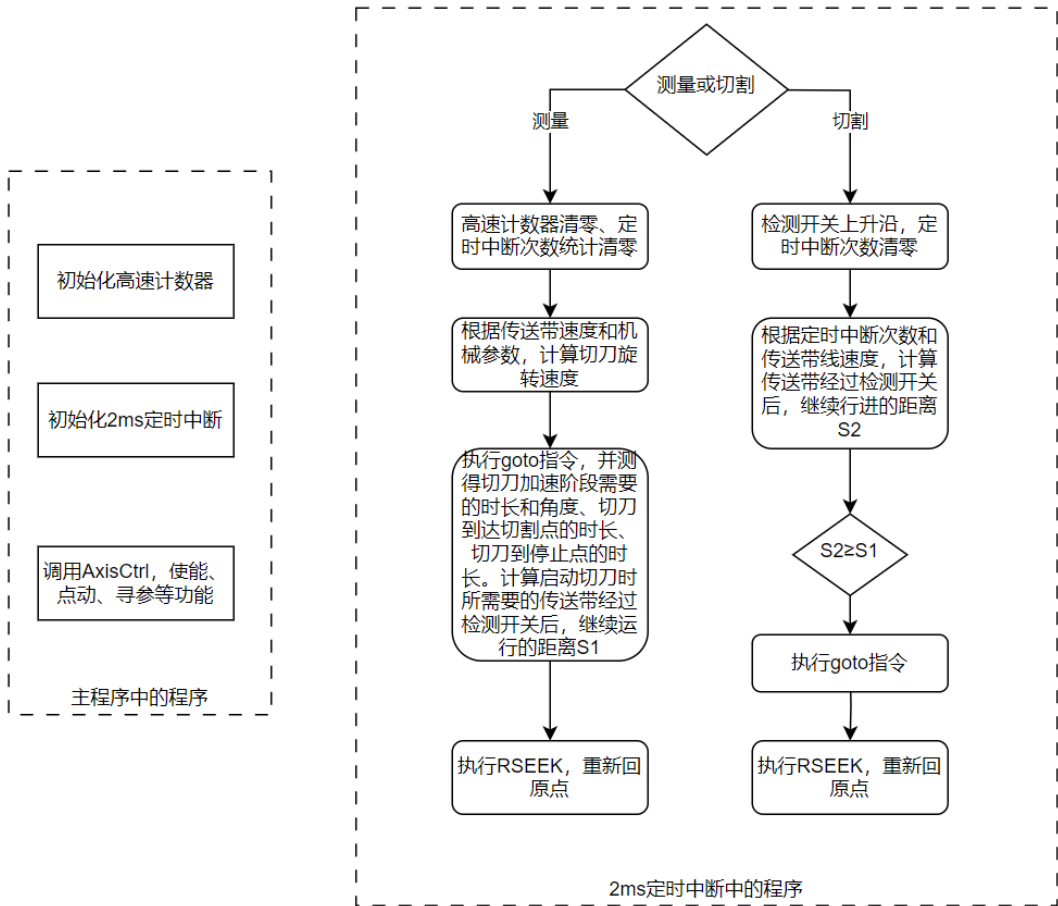 初始化高速计数器
初始化2ms定时中断
调用AxisCtrl，使能、
点动、寻参等功能
主程序中的程序
测量或切割
测量
切割
高速计数器清零、定
时中断次数统计清零
根据传送带速度和机
械参数，计算切刀旋
转速度
执行goto指令，并测
得切刀加速阶段需要
的时长和角度、切刀
到达切割点的时长、
切刀到停止点的时
长。计算启动切刀时
所需要的传送带经过
检测开关后，继续运
行的距离S1
执行RSEEK，重新回
原点
检测开关上升沿，定
时中断次数清零
根据定时中断次数和
传送带线速度，计算
传送带经过检测开关
后，继续行进的距离
S2
S2≥S1
执行goto指令
执行RSEEK，重新回
原点
2ms定时中断中的程序